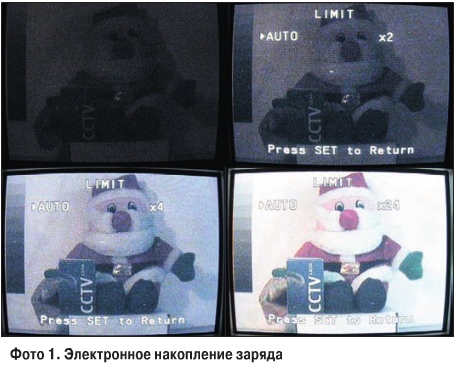 CCTV
LIMIT
▸AUTO x2
CCTV
Press SET to Return
LIMIT
▸AUTO x4
CCTV
Press SET to Return
LIMIT
▸AUTO x24
CCTV
Press SET to Return
Фото 1. Электронное накопление заряда